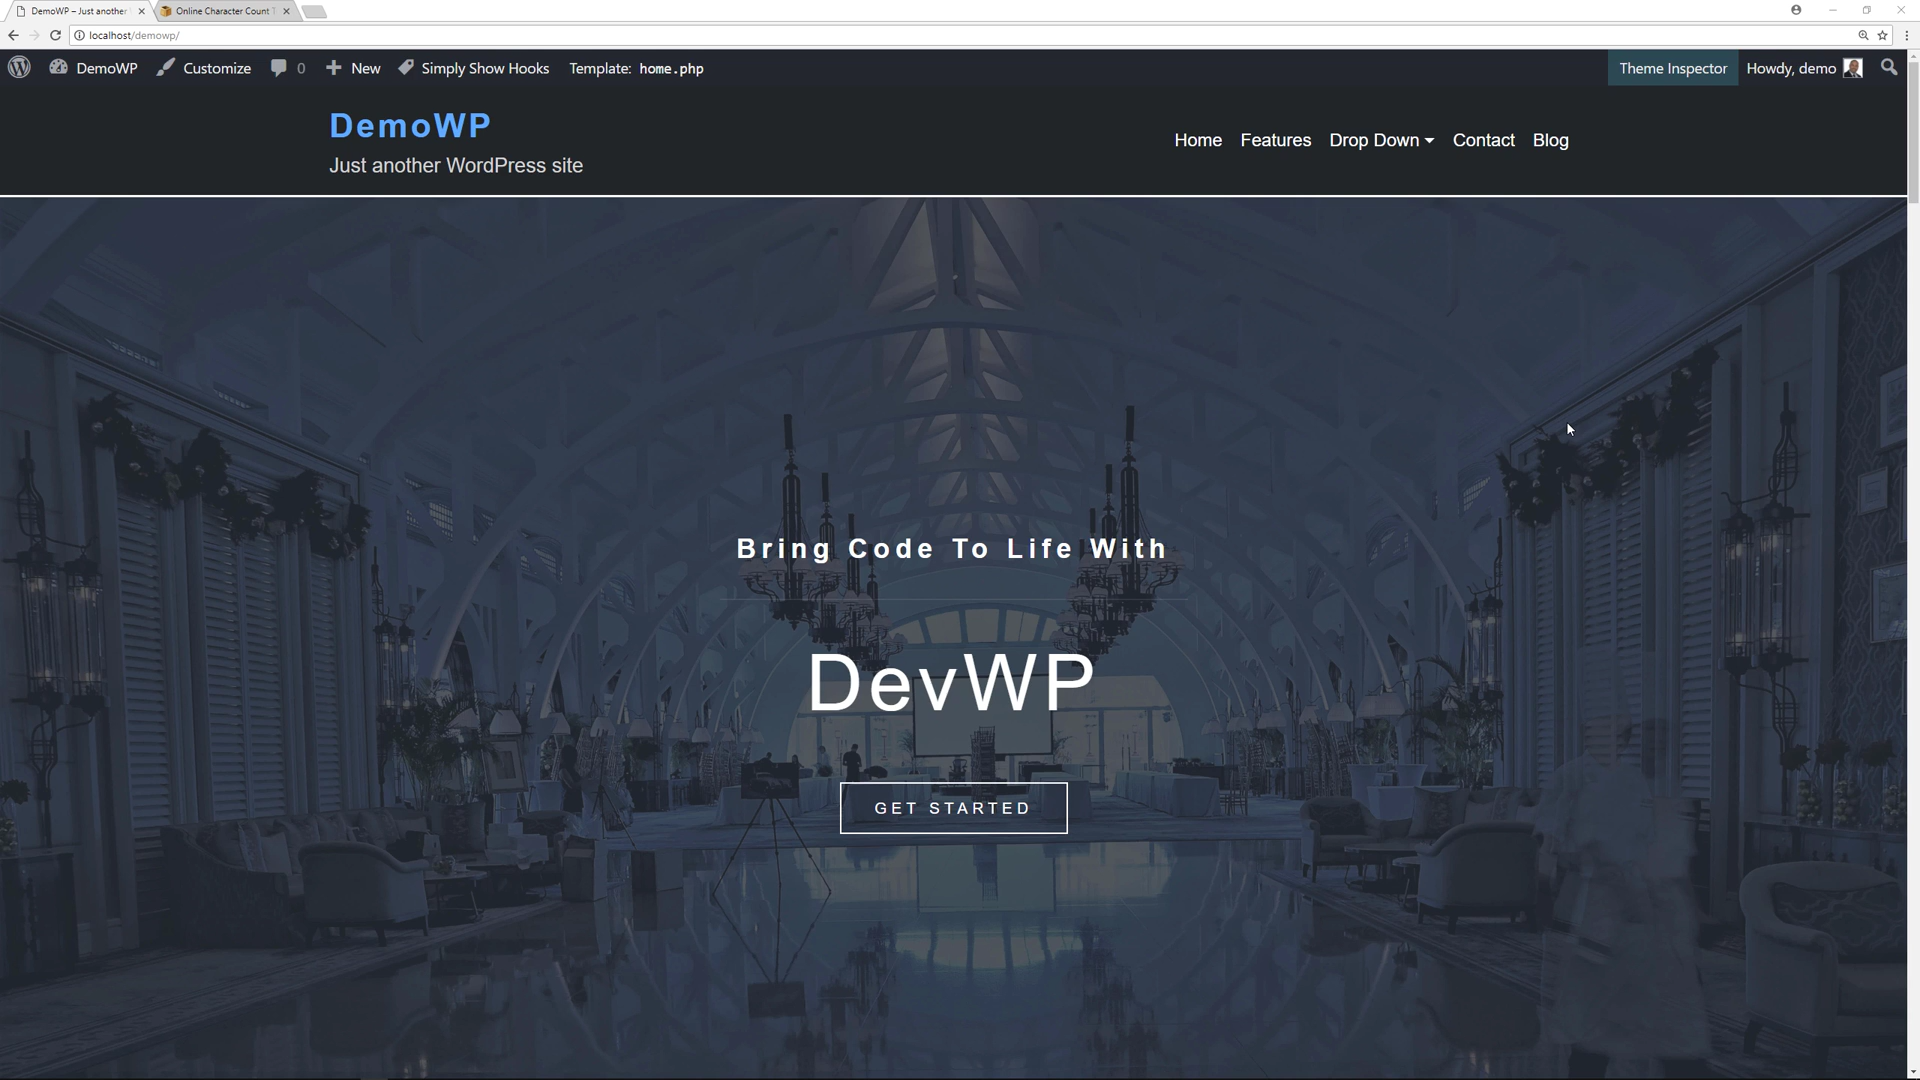 DemoWP – Just another
Online Character Count T
localhost/demowp/
DemoWP Customize 0 New Simply Show Hooks Template: home.php Theme Inspector Howdy, demo
DemoWP
Just another WordPress site
Home Features Drop Down Contact Blog
Bring Code To Life With
DevWP
GET STARTED